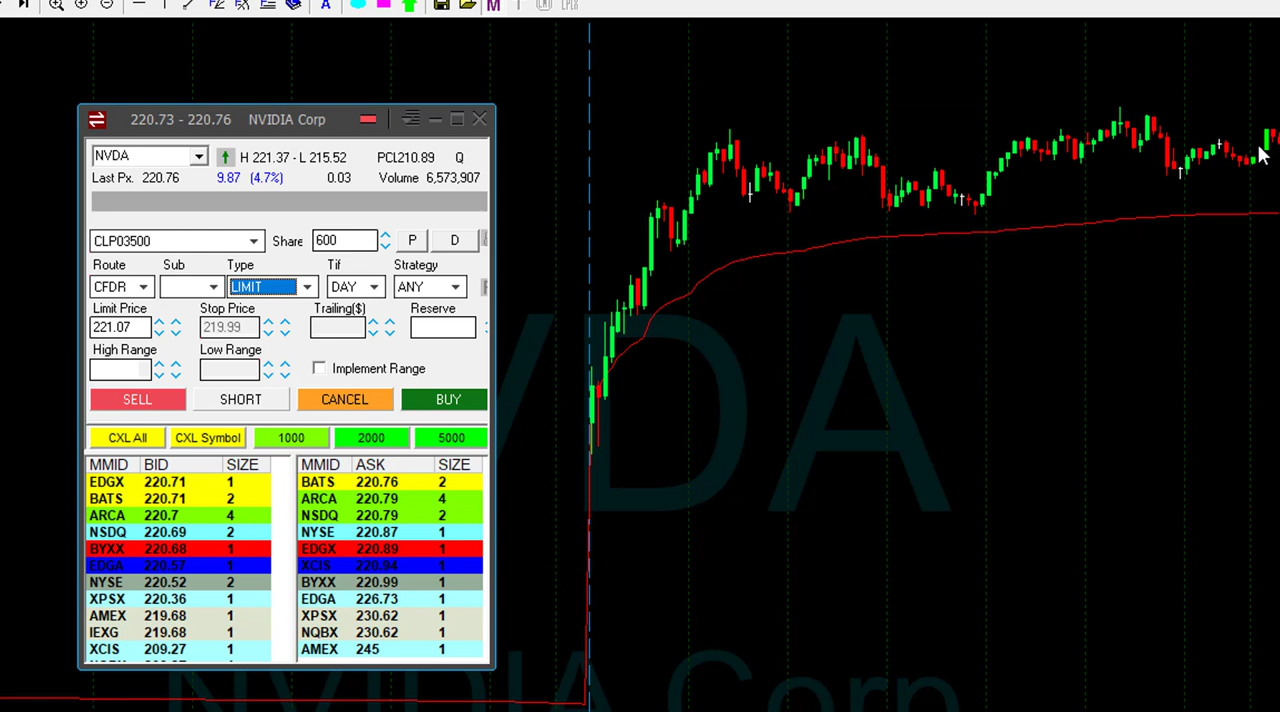 A
M
220.73 - 220.76 NVIDIA Corp
NVDA H 221.37 - L 215.52 PCL210.89 Q
Last Px. 220.76 9.87 (4.7%) 0.03 Volume 6,573,907
CLP03500 Share 600 P D
Route Sub Type Tif Strategy
CFDR LIMIT DAY ANY
Limit Price Stop Price Trailing($) Reserve
221.07 219.99
High Range Low Range
Implement Range
SELL SHORT CANCEL BUY
CXL All CXL Symbol 1000 2000 5000
MMID BID SIZE MMID ASK SIZE
EDGX 220.71 1 BATS 220.76 2
BATS 220.71 2 ARCA 220.79 4
ARCA 220.7 4 NSDQ 220.79 2
NSDQ 220.69 2 NYSE 220.87 1
BYXX 220.68 1 EDGX 220.89 1
EDGA 220.57 1 XCIS 220.94 1
NYSE 220.52 2 BYXX 220.99 1
XPSX 220.36 1 EDGA 226.73 1
AMEX 219.68 1 XPSX 230.62 1
IEXG 219.68 1 NQBX 230.62 1
XCIS 209.27 1 AMEX 245 1
NVDA
NVIDIA Corp